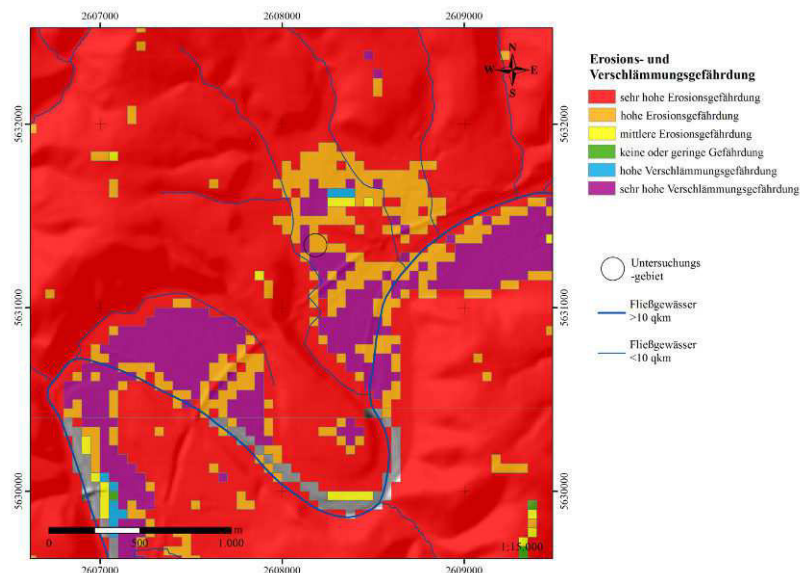 2607000 2608000 2609000
N
W E
S
5632000 5632000
5631000 5631000
5630000 5630000
m
0 500 1.000
1:15.000
2607000 2608000 2609000
Erosions- und
Verschlämmungsgefährdung
sehr hohe Erosionsgefährdung
hohe Erosionsgefährdung
mittlere Erosionsgefährdung
keine oder geringe Gefährdung
hohe Verschlämmungsgefährdung
sehr hohe Verschlämmungsgefährdung
Untersuchungs
-gebiet
Fließgewässer
>10 qkm
Fließgewässer
<10 qkm